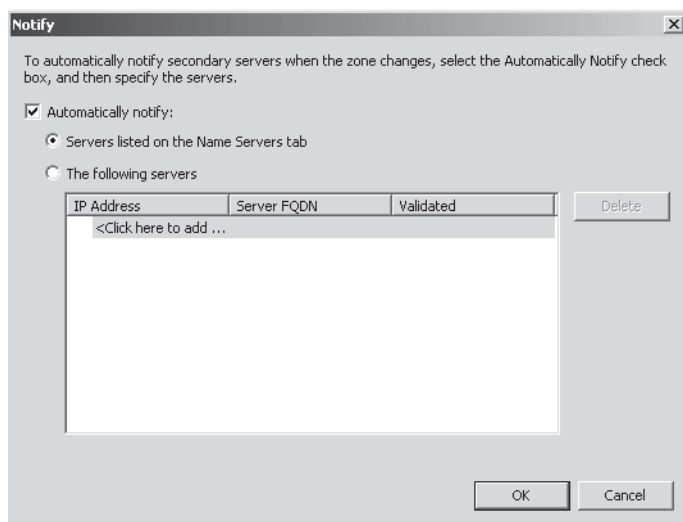 Notify
To automatically notify secondary servers when the zone changes, select the Automatically Notify check
box, and then specify the servers.
Automatically notify:
Servers listed on the Name Servers tab
The following servers
IP Address Server FQDN Validated Delete
<Click here to add ...
OK Cancel